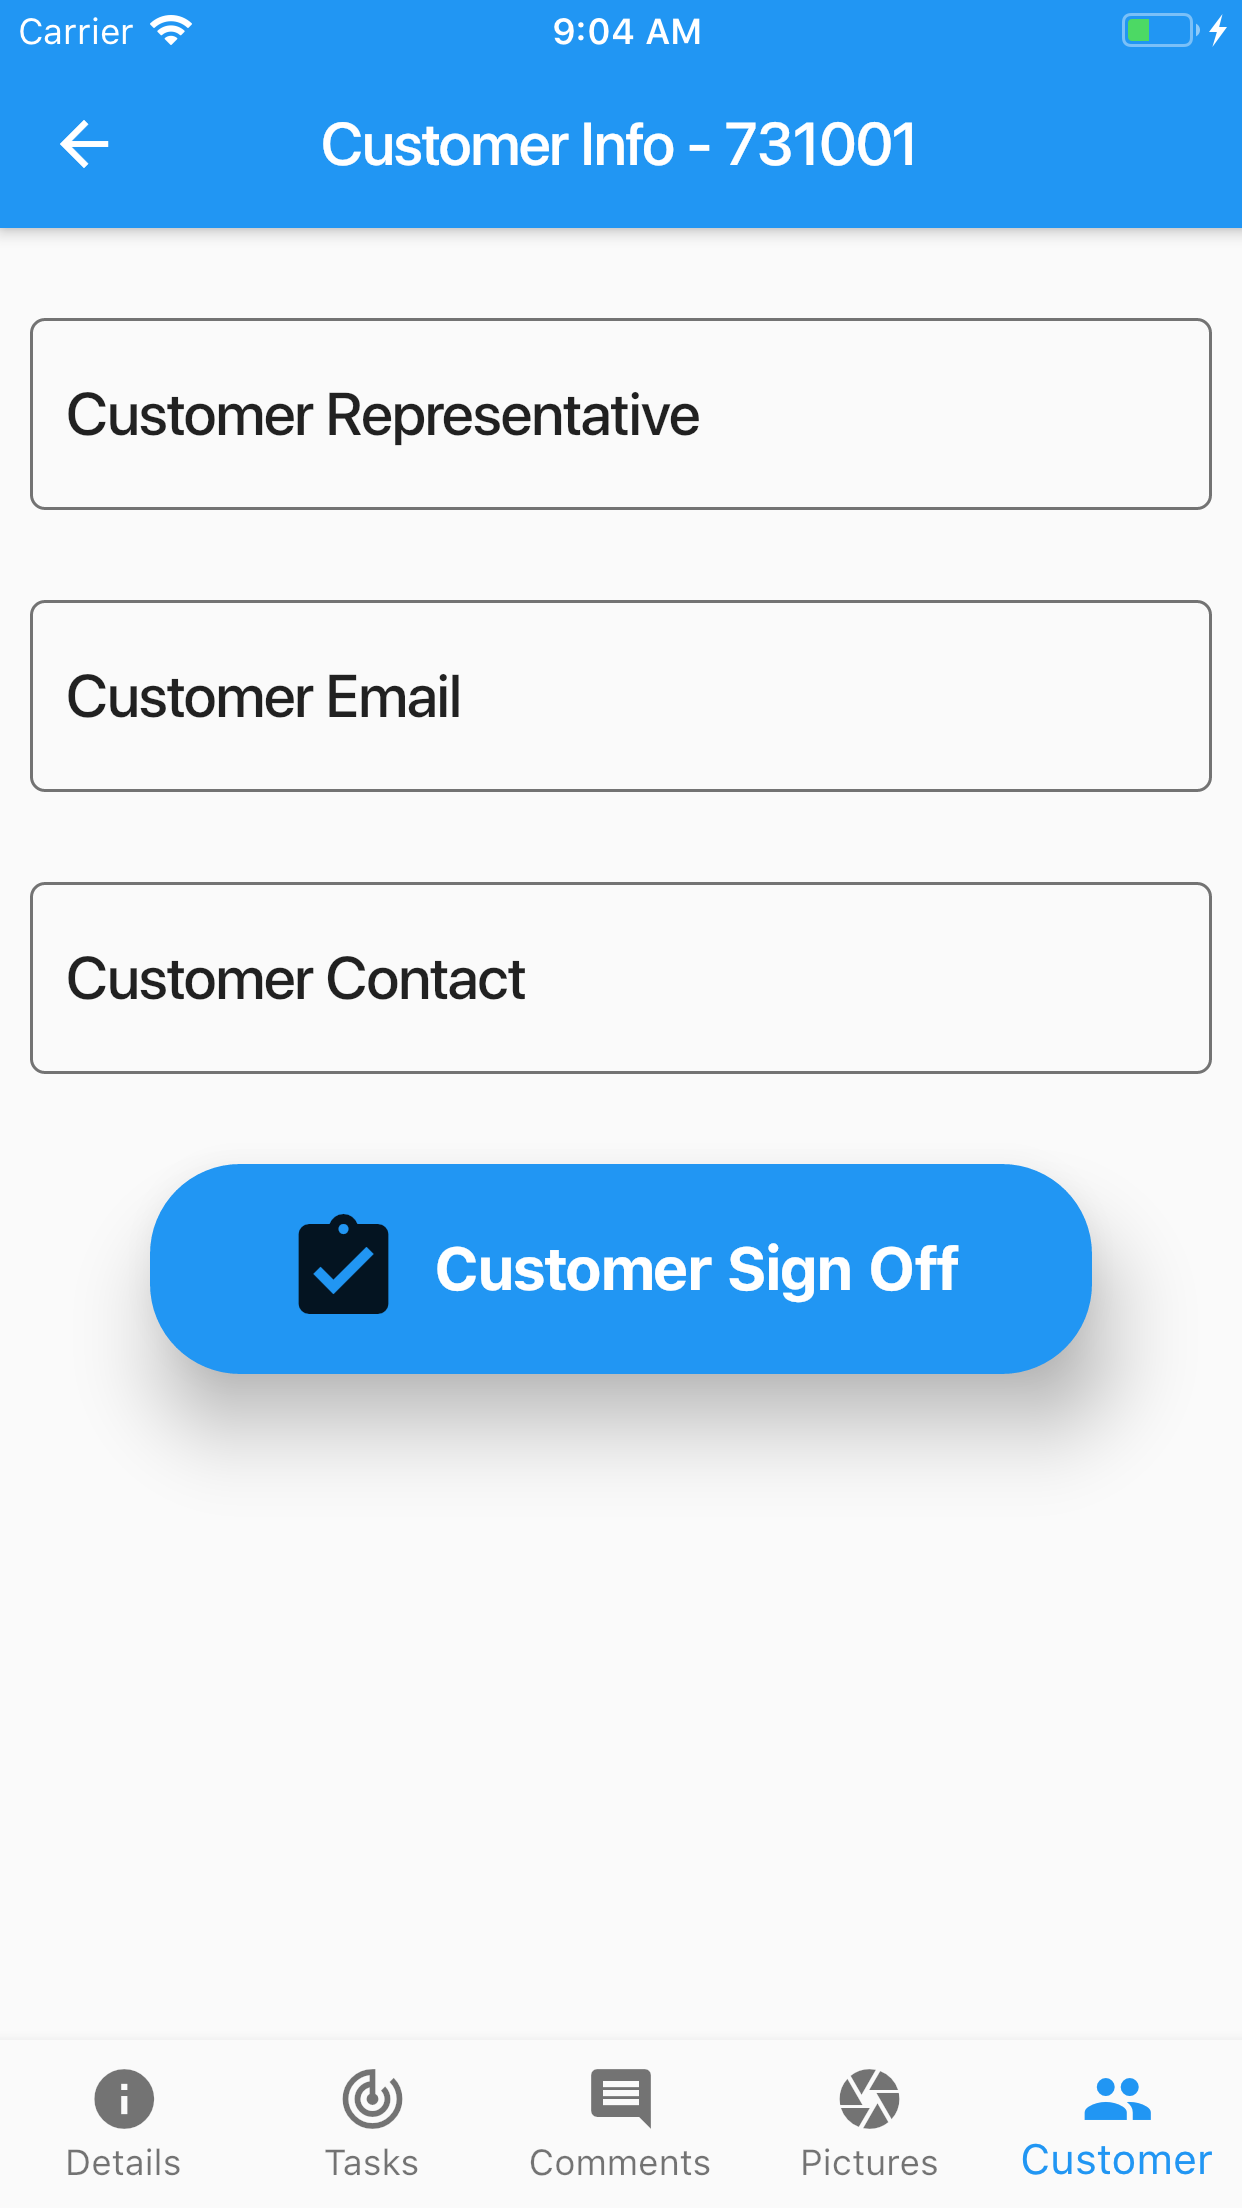 Carrier 9:04 AM
Customer Info - 731001
Customer Representative
Customer Email
Customer Contact
Customer Sign Off
Details Tasks Comments Pictures Customer